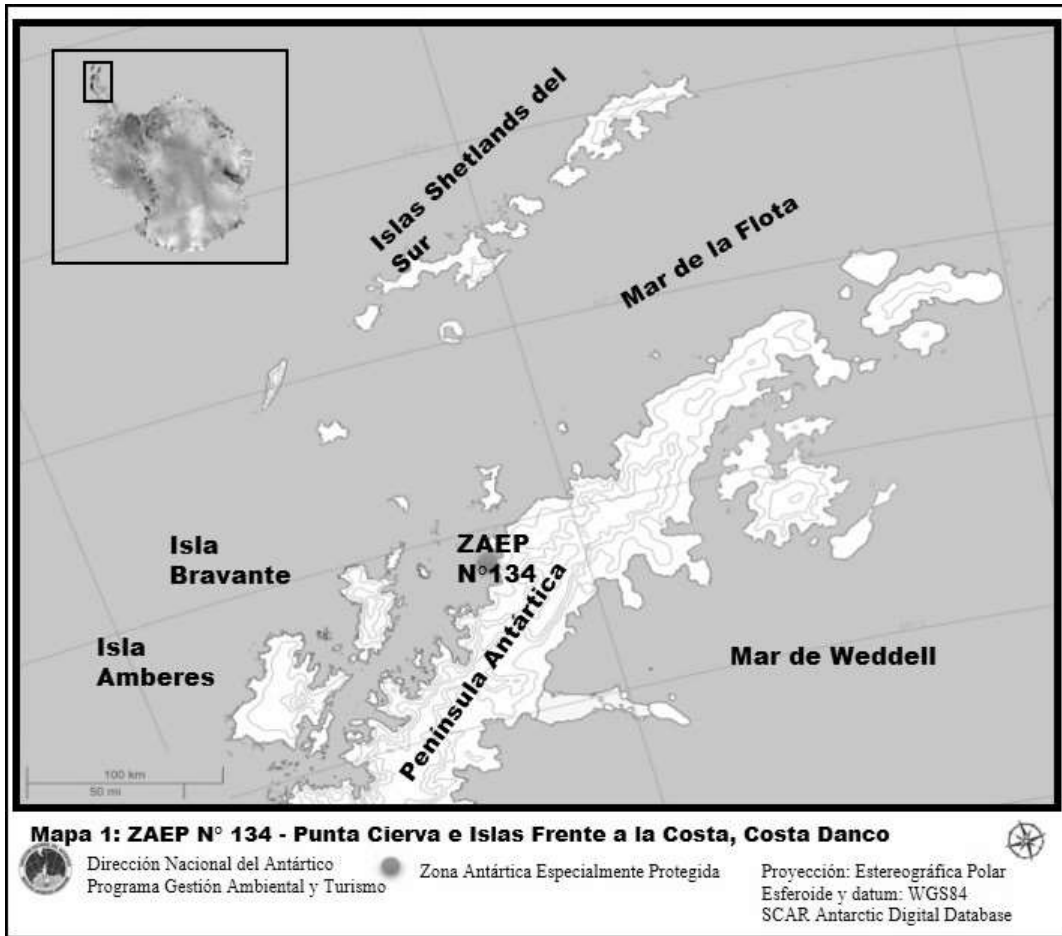 Islas Shetlands del
Sur
Mar de la Flota
Isla
Bravante
ZAEP
N°134
Isla
Amberes
Península Antártica
Mar de Weddell
100 km
50 mi
Mapa 1: ZAEP N° 134 - Punta Cierva e Islas Frente a la Costa, Costa Danco
Dirección Nacional del Antártico
Programa Gestión Ambiental y Turismo
Zona Antártica Especialmente Protegida
Proyección: Estereográfica Polar
Esferoide y datum: WGS84
SCAR Antarctic Digital Database